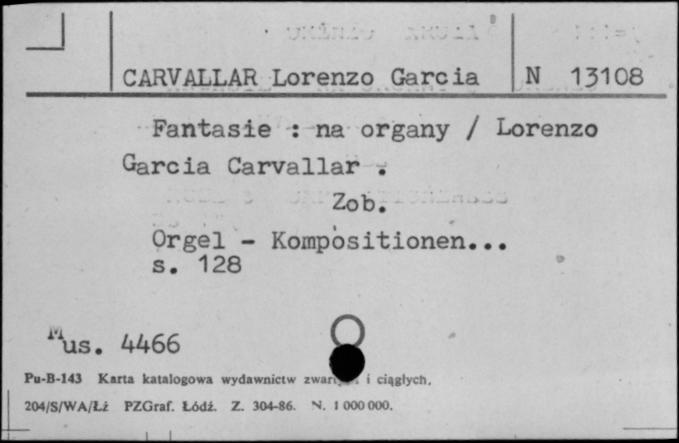 CARVALLAR Lorenzo Garcia N 13108
Fantasie : na organy / Lorenzo
Garcia Carvallar .
Zob.
Orgel - Kompositionen...
s. 128
Mus. 4466
Pu-B-143 Karta katalogowa wydawnictw i ciągłych.
204/S/WA/Łż PZGraf. Łódź. Z. 304-86. N. 1 000 000.